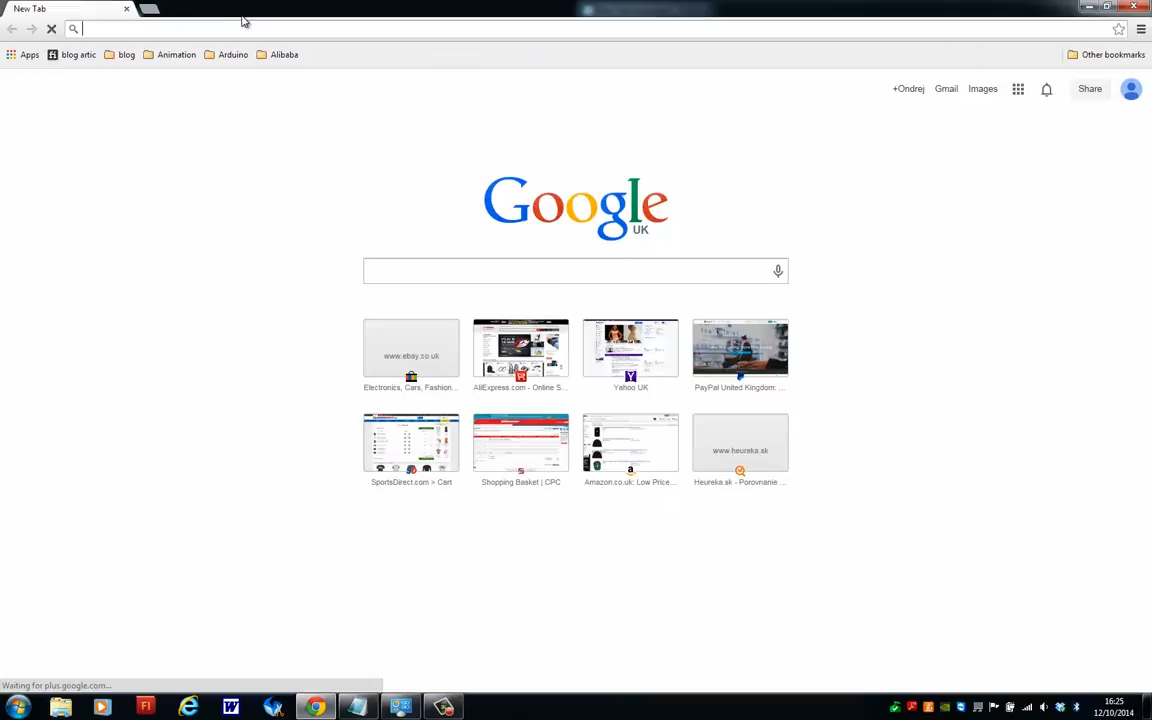 New Tab
Apps blog artic blog Animation Arduino Alibaba Other bookmarks
+Ondrej Gmail Images Share
Google
UK
www.ebay.co.uk
Electronics, Cars, Fashion... AliExpress.com - Online S... Yahoo UK PayPal United Kingdom: ...
www.heureka.sk
SportsDirect.com > Cart Shopping Basket | CPC Amazon.co.uk: Low Price... Heureka.sk - Porovnanie ...
Waiting for plus.google.com...
16:25
12/10/2014